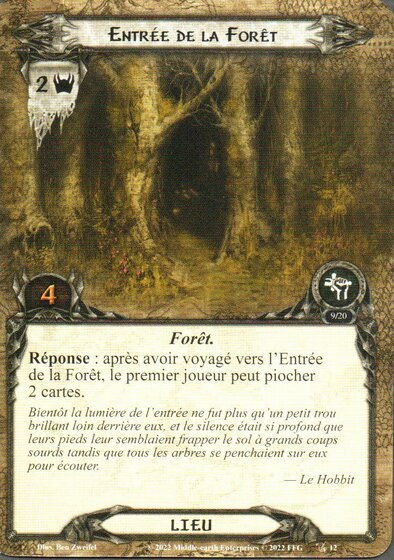 Entrée de la Forêt
2
4
9/20
Forêt.
Réponse : après avoir voyagé vers l'Entrée
de la Forêt, le premier joueur peut piocher
2 cartes.
Bientôt la lumière de l'entrée ne fut plus qu'un petit trou
brillant loin derrière eux, et le silence était si profond que
leurs pieds leur semblaient frapper le sol à grands coups
sourds tandis que tous les arbres se penchaient sur eux
pour écouter.
— Le Hobbit
LIEU
Illus. Ben Zweifel
© 2022 Middle-earth Enterprises © 2022 FFG
12